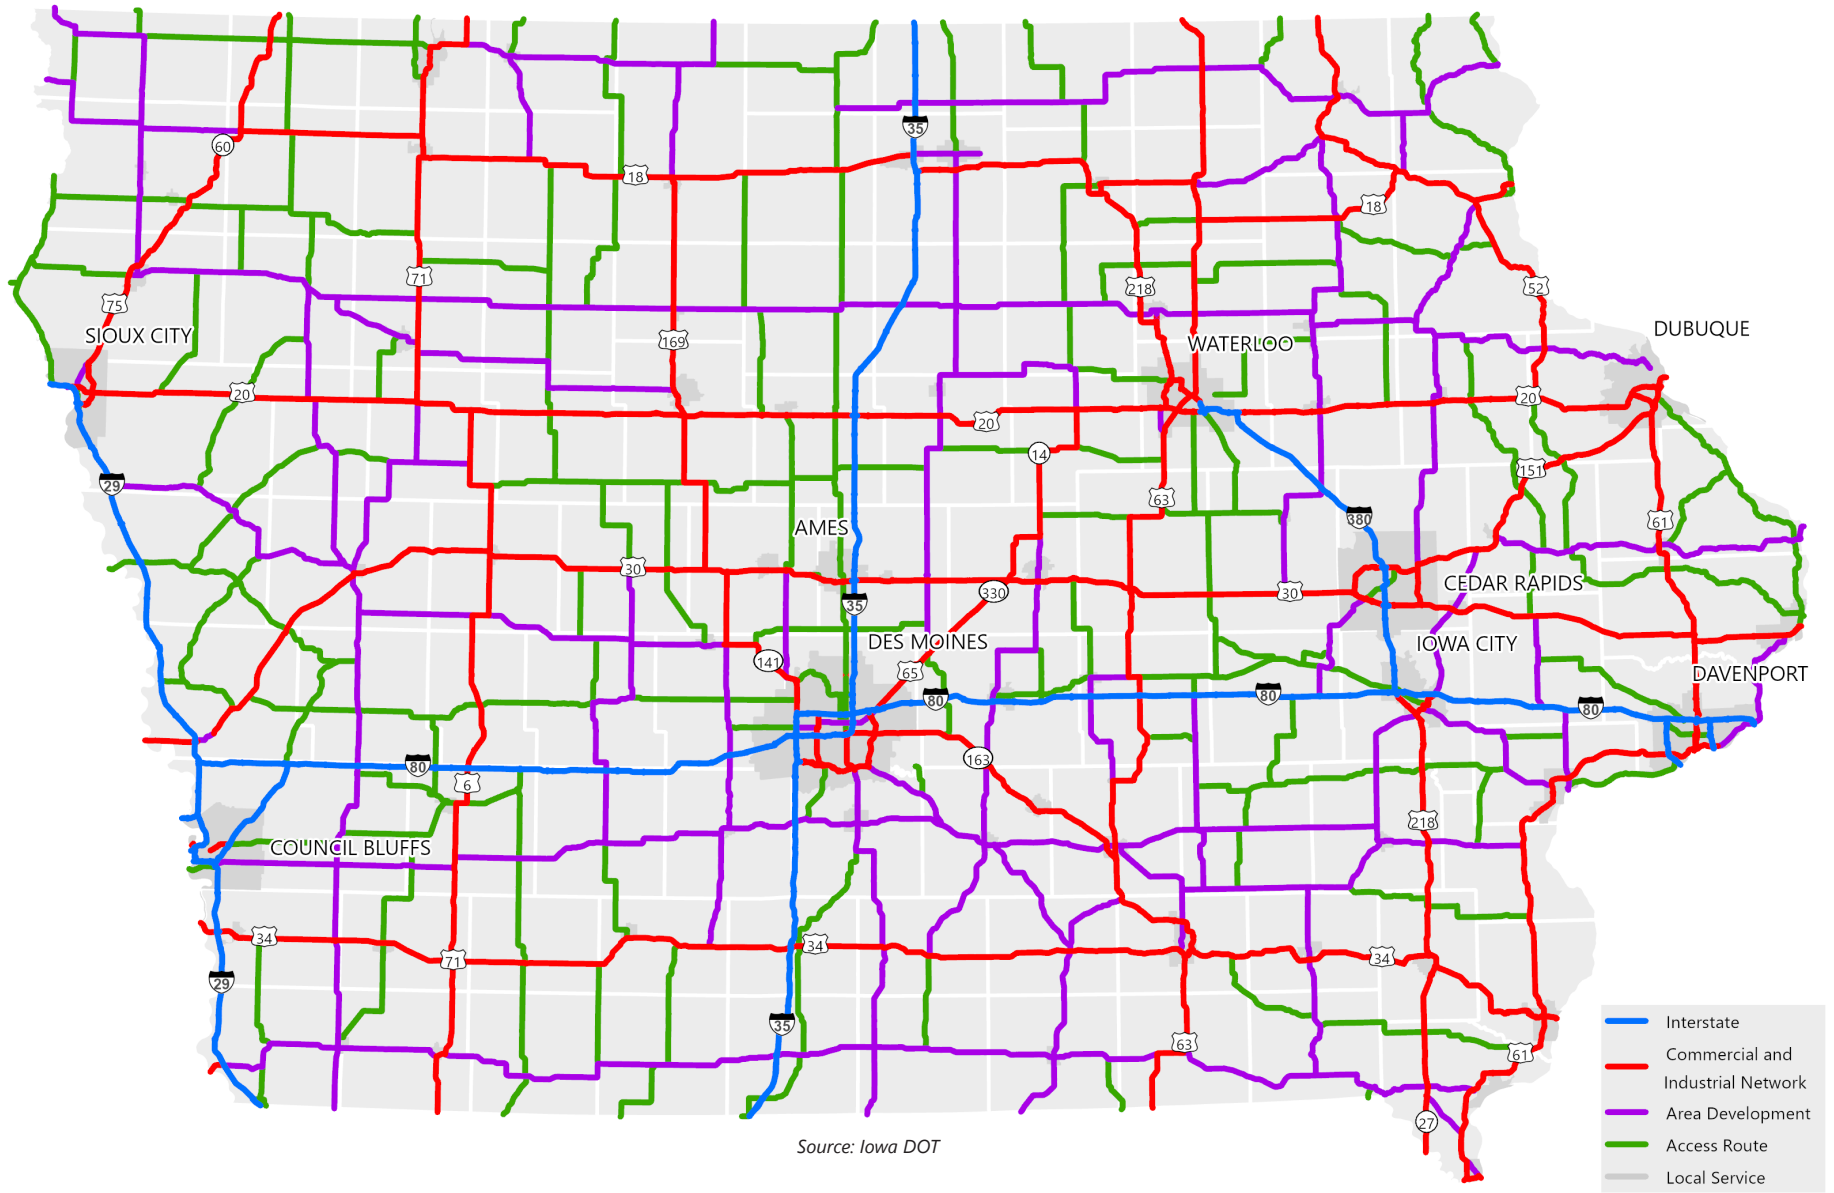 35
60
18
18
71
218
52
75
SIOUX CITY
169
WATERLOO
DUBUQUE
20
20
20
14
151
29
63
380
61
AMES
30
330
30
CEDAR RAPIDS
35
DES MOINES
IOWA CITY
141
65
80
80
DAVENPORT
80
80
163
6
218
COUNCIL BLUFFS
34
34
71
34
29
35
63
61
27
Interstate
Commercial and
Industrial Network
Area Development
Access Route
Local Service
Source: Iowa DOT